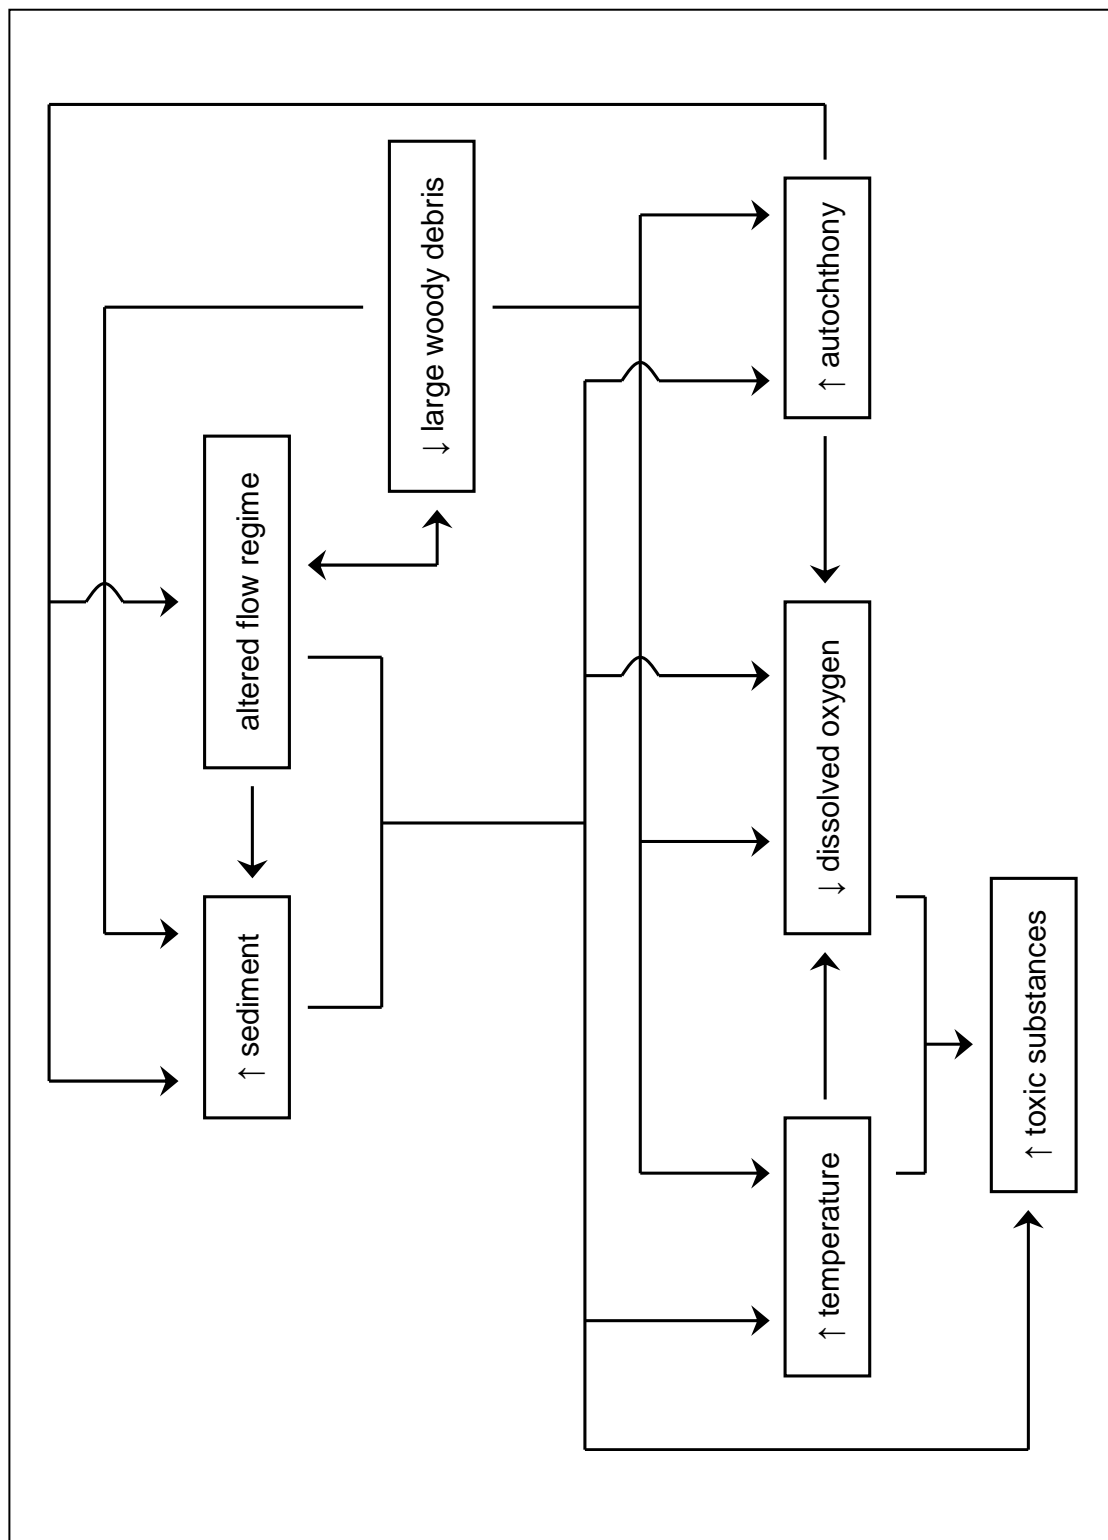 ↑ sediment
altered flow regime
↓ large woody debris
↑ temperature
↓ dissolved oxygen
↑ autochthony
↑ toxic substances